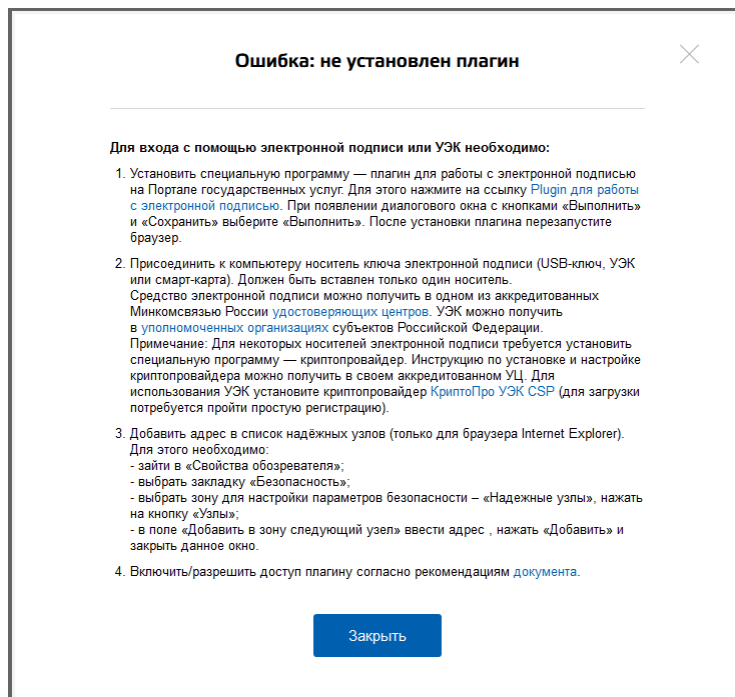 Ошибка: не установлен плагин
Для входа с помощью электронной подписи или УЭК необходимо:
1. Установить специальную программу — плагин для работы с электронной подписью
на Портале государственных услуг. Для этого нажмите на ссылку Plugin для работы
с электронной подписью. При появлении диалогового окна с кнопками «Выполнить»
и «Сохранить» выберите «Выполнить». После установки плагина перезапустите
браузер.
2. Присоединить к компьютеру носитель ключа электронной подписи (USB-ключ, УЭК
или смарт-карта). Должен быть вставлен только один носитель.
Средство электронной подписи можно получить в одном из аккредитованных
Минкомсвязью России удостоверяющих центров. УЭК можно получить
в уполномоченных организациях субъектов Российской Федерации.
Примечание: Для некоторых носителей электронной подписи требуется установить
специальную программу — криптопровайдер. Инструкцию по установке и настройке
криптопровайдера можно получить в своем аккредитованном УЦ. Для
использования УЭК установите криптопровайдер КриптоПро УЭК CSP (для загрузки
потребуется пройти простую регистрацию).
3. Добавить адрес в список надёжных узлов (только для браузера Internet Explorer).
Для этого необходимо:
- зайти в «Свойства обозревателя»;
- выбрать закладку «Безопасность»;
- выбрать зону для настройки параметров безопасности – «Надежные узлы», нажать
на кнопку «Узлы»;
- в поле «Добавить в зону следующий узел» ввести адрес , нажать «Добавить» и
закрыть данное окно.
4. Включить/разрешить доступ плагину согласно рекомендациям документа.
Закрыть